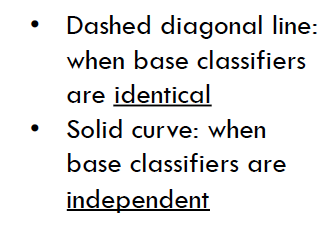 • Dashed diagonal line:
when base classifiers
are identical
• Solid curve: when
base classifiers are
independent